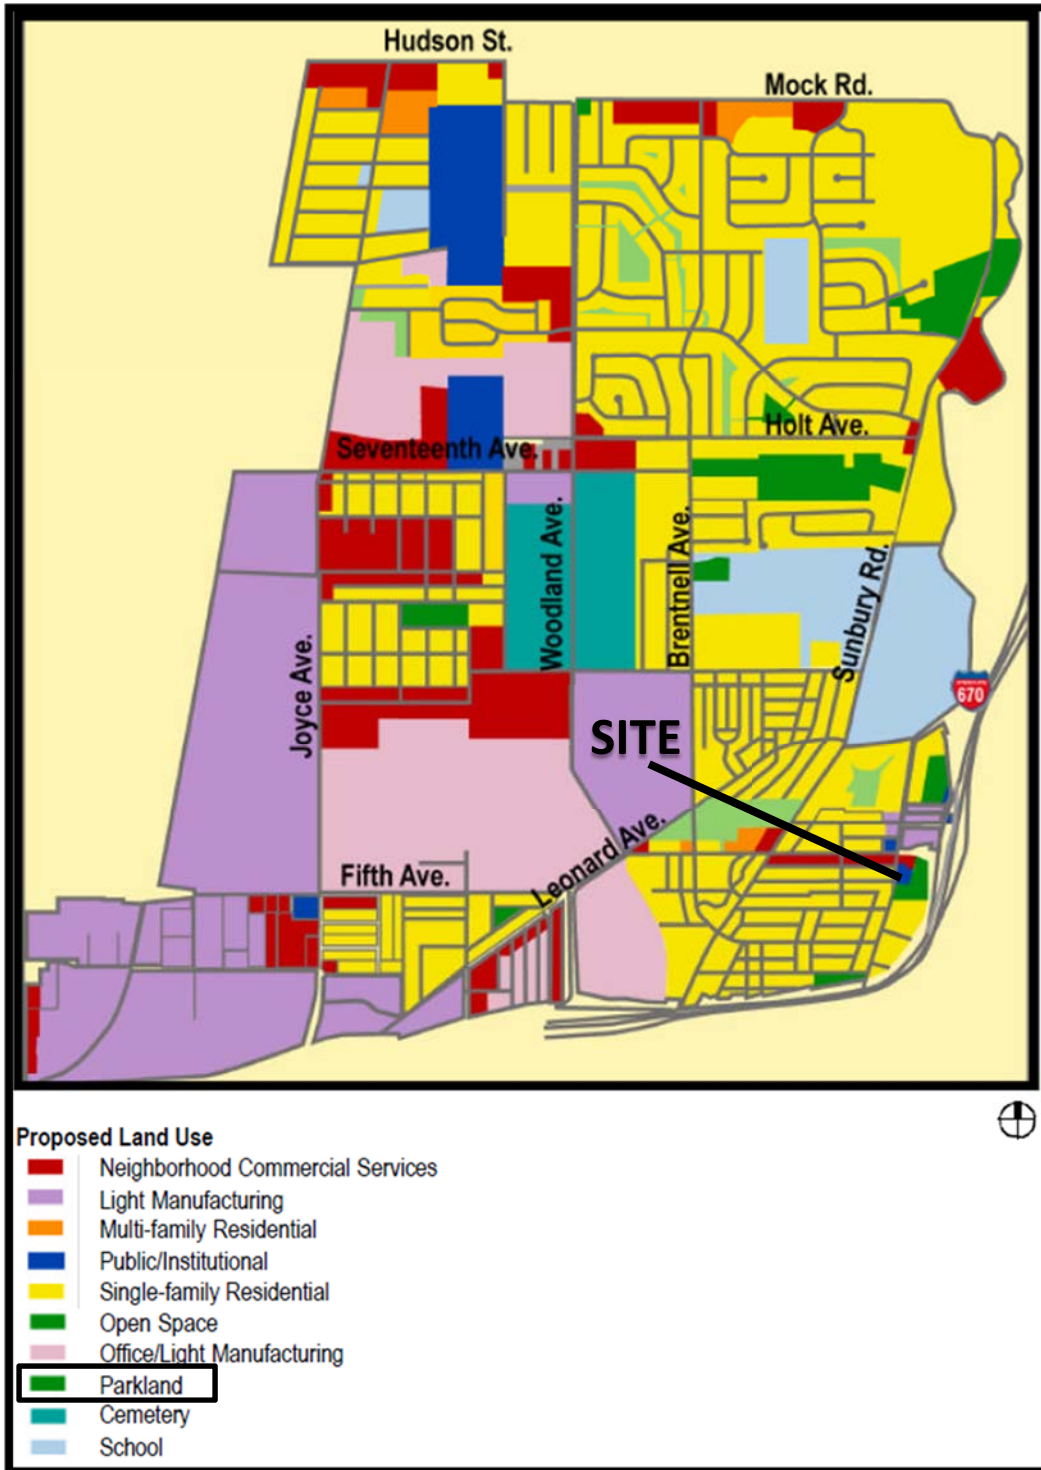 Hudson St.
Mock Rd.
Holt Ave.
Seventeenth Ave.
Woodland Ave.
Brentnell Ave.
Sunbury Rd.
Joyce Ave.
670
SITE
Leonard Ave.
Fifth Ave.
Proposed Land Use
Neighborhood Commercial Services
Light Manufacturing
Multi-family Residential
Public/Institutional
Single-family Residential
Open Space
Office/Light Manufacturing
Parkland
Cemetery
School